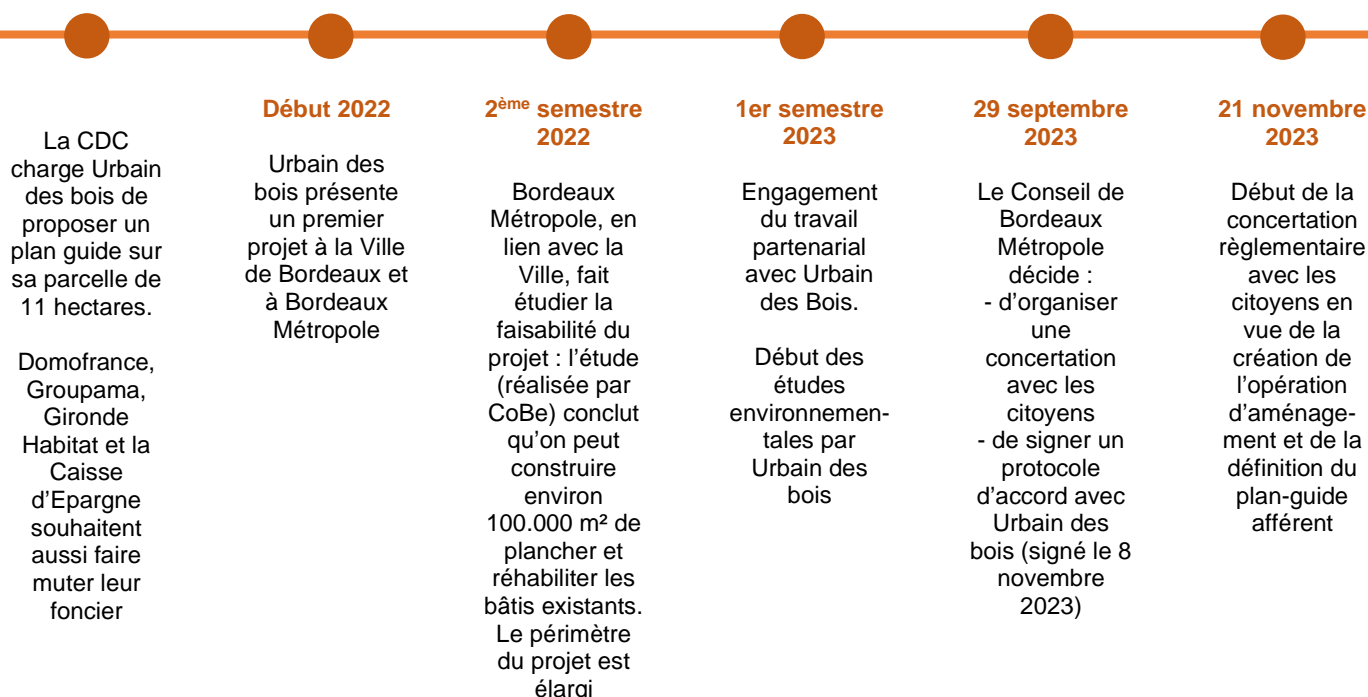 La CDC
charge Urbain
des bois de
proposer un
plan guide sur
sa parcelle de
11 hectares.
Domofrance,
Groupama,
Gironde
Habitat et la
Caisse
d’Epargne
souhaitent
aussi faire
muter leur
foncier
Début 2022
Urbain des
bois présente
un premier
projet à la Ville
de Bordeaux et
à Bordeaux
Métropole
2ème semestre
2022
Bordeaux
Métropole, en
lien avec la
Ville, fait
étudier la
faisabilité du
projet : l’étude
(réalisée par
CoBe) conclut
qu’on peut
construire
environ
100.000 m² de
plancher et
réhabiliter les
bâtis existants.
Le périmètre
du projet est
élargi
1er semestre
2023
Engagement
du travail
partenarial
avec Urbain
des Bois.
Début des
études
environnemen-
tales par
Urbain des
bois
29 septembre
2023
Le Conseil de
Bordeaux
Métropole
décide :
- d’organiser
une
concertation
avec les
citoyens
- de signer un
protocole
d’accord avec
Urbain des
bois (signé le 8
novembre
2023)
21 novembre
2023
Début de la
concertation
règlementaire
avec les
citoyens en
vue de la
création de
l’opération
d’aménage-
ment et de la
définition du
plan-guide
afférent